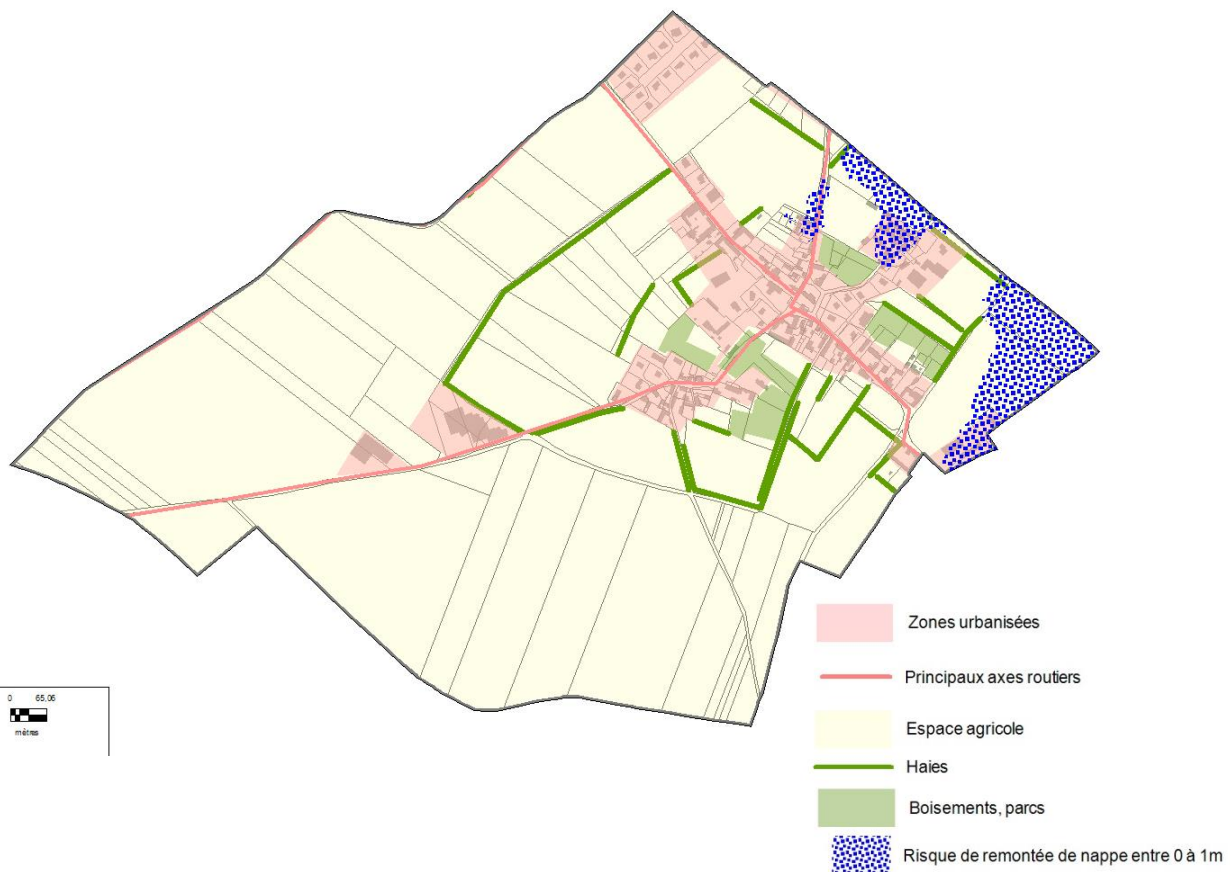 Zones urbanisées
Principaux axes routiers
Espace agricole
Haies
Boisements, parcs
Risque de remontée de nappe entre 0 à 1m
0 65,06
mètres